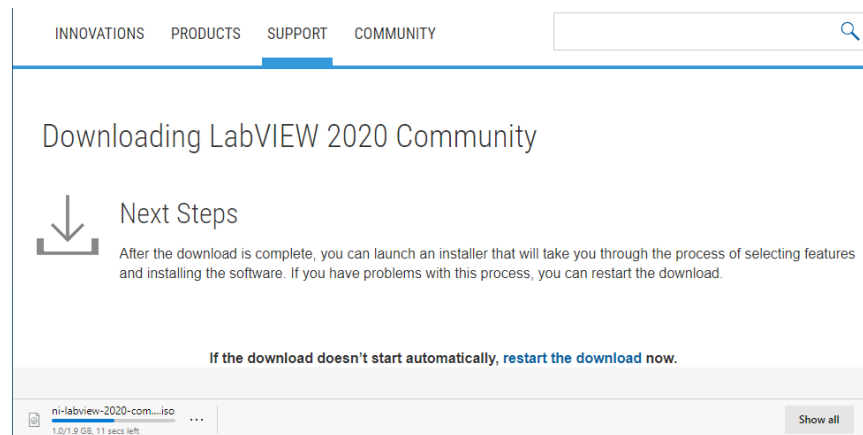 INNOVATIONS PRODUCTS SUPPORT COMMUNITY
Downloading LabVIEW 2020 Community
Next Steps
After the download is complete, you can launch an installer that will take you through the process of selecting features
and installing the software. If you have problems with this process, you can restart the download.
If the download doesn't start automatically, restart the download now.
ni-labview-2020-com....iso ...
1.0/1.9 GB, 11 secs left
Show all